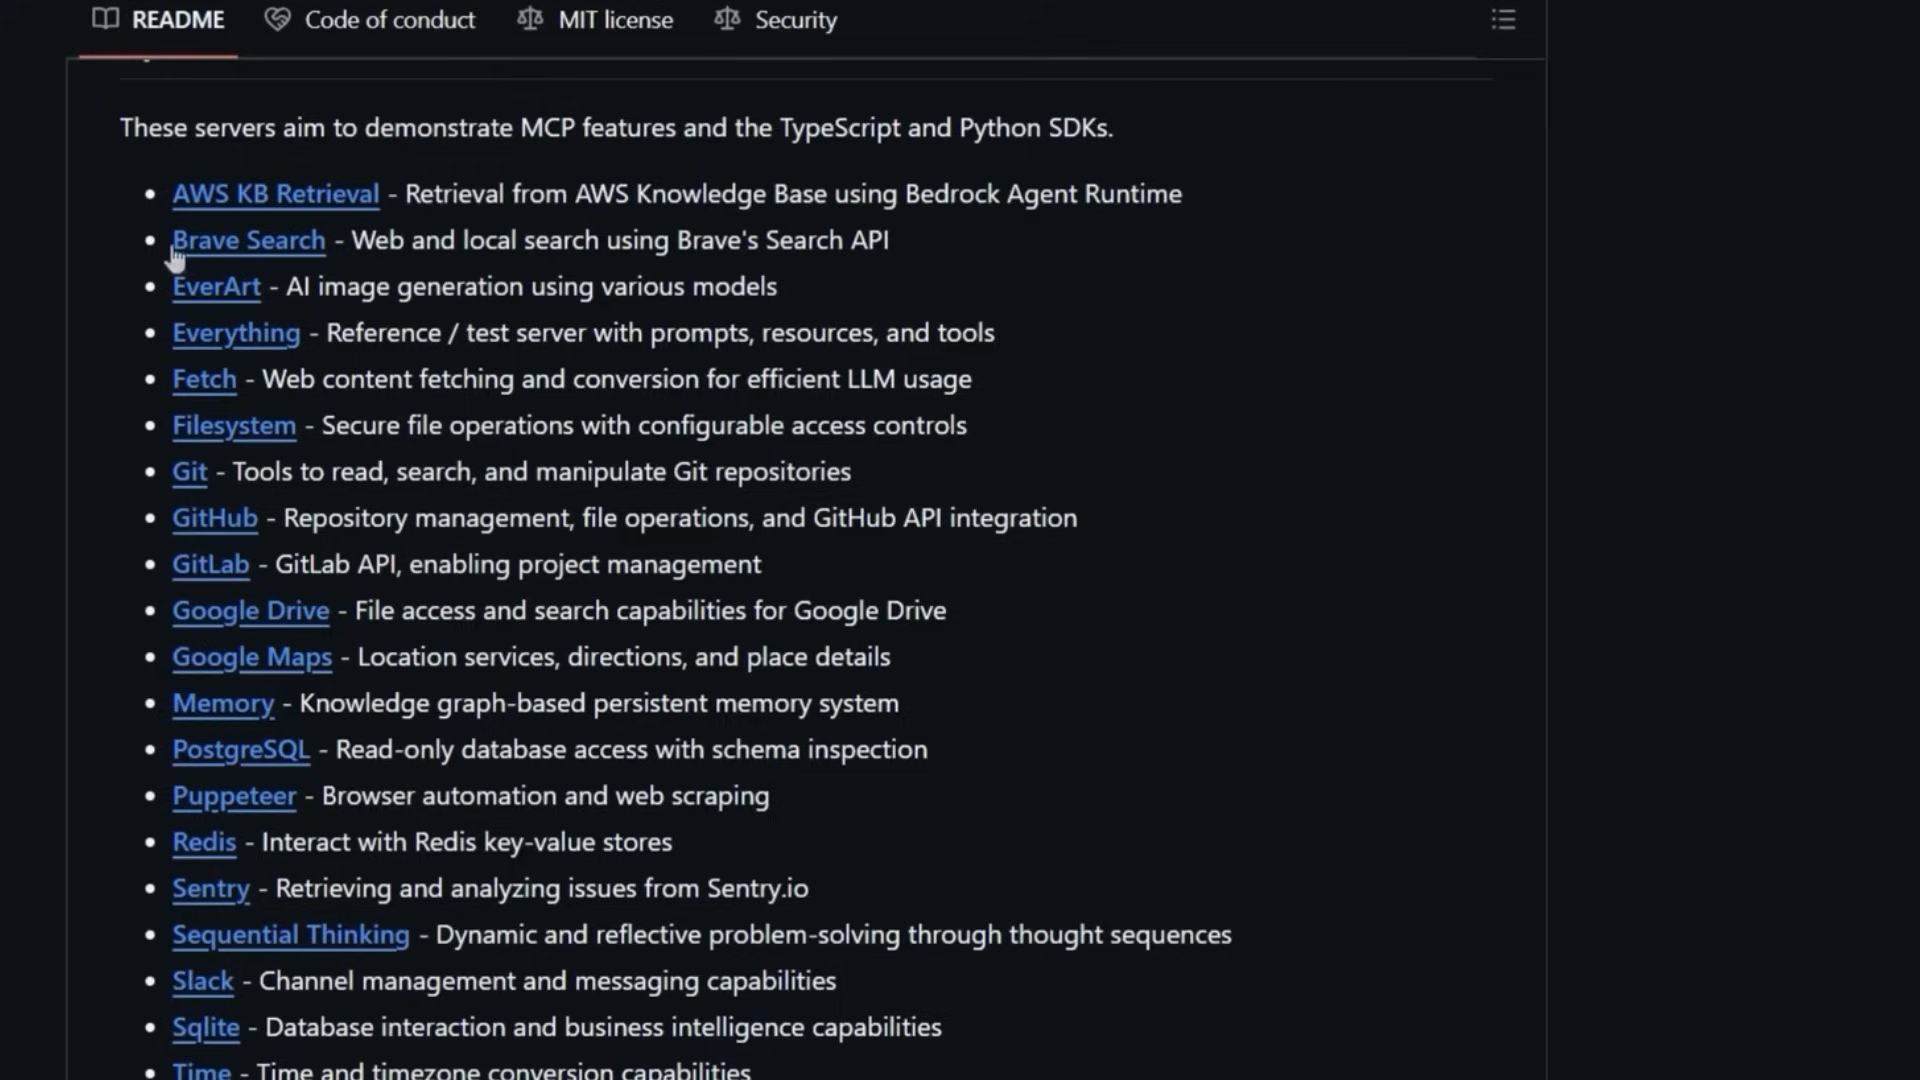 README Code of conduct MIT license Security
These servers aim to demonstrate MCP features and the TypeScript and Python SDKs.
• AWS KB Retrieval - Retrieval from AWS Knowledge Base using Bedrock Agent Runtime
• Brave Search - Web and local search using Brave's Search API
• EverArt - AI image generation using various models
• Everything - Reference / test server with prompts, resources, and tools
• Fetch - Web content fetching and conversion for efficient LLM usage
• Filesystem - Secure file operations with configurable access controls
• Git - Tools to read, search, and manipulate Git repositories
• GitHub - Repository management, file operations, and GitHub API integration
• GitLab - GitLab API, enabling project management
• Google Drive - File access and search capabilities for Google Drive
• Google Maps - Location services, directions, and place details
• Memory - Knowledge graph-based persistent memory system
• PostgreSQL - Read-only database access with schema inspection
• Puppeteer - Browser automation and web scraping
• Redis - Interact with Redis key-value stores
• Sentry - Retrieving and analyzing issues from Sentry.io
• Sequential Thinking - Dynamic and reflective problem-solving through thought sequences
• Slack - Channel management and messaging capabilities
• Sqlite - Database interaction and business intelligence capabilities
• Time - Time and timezone conversion capabilities